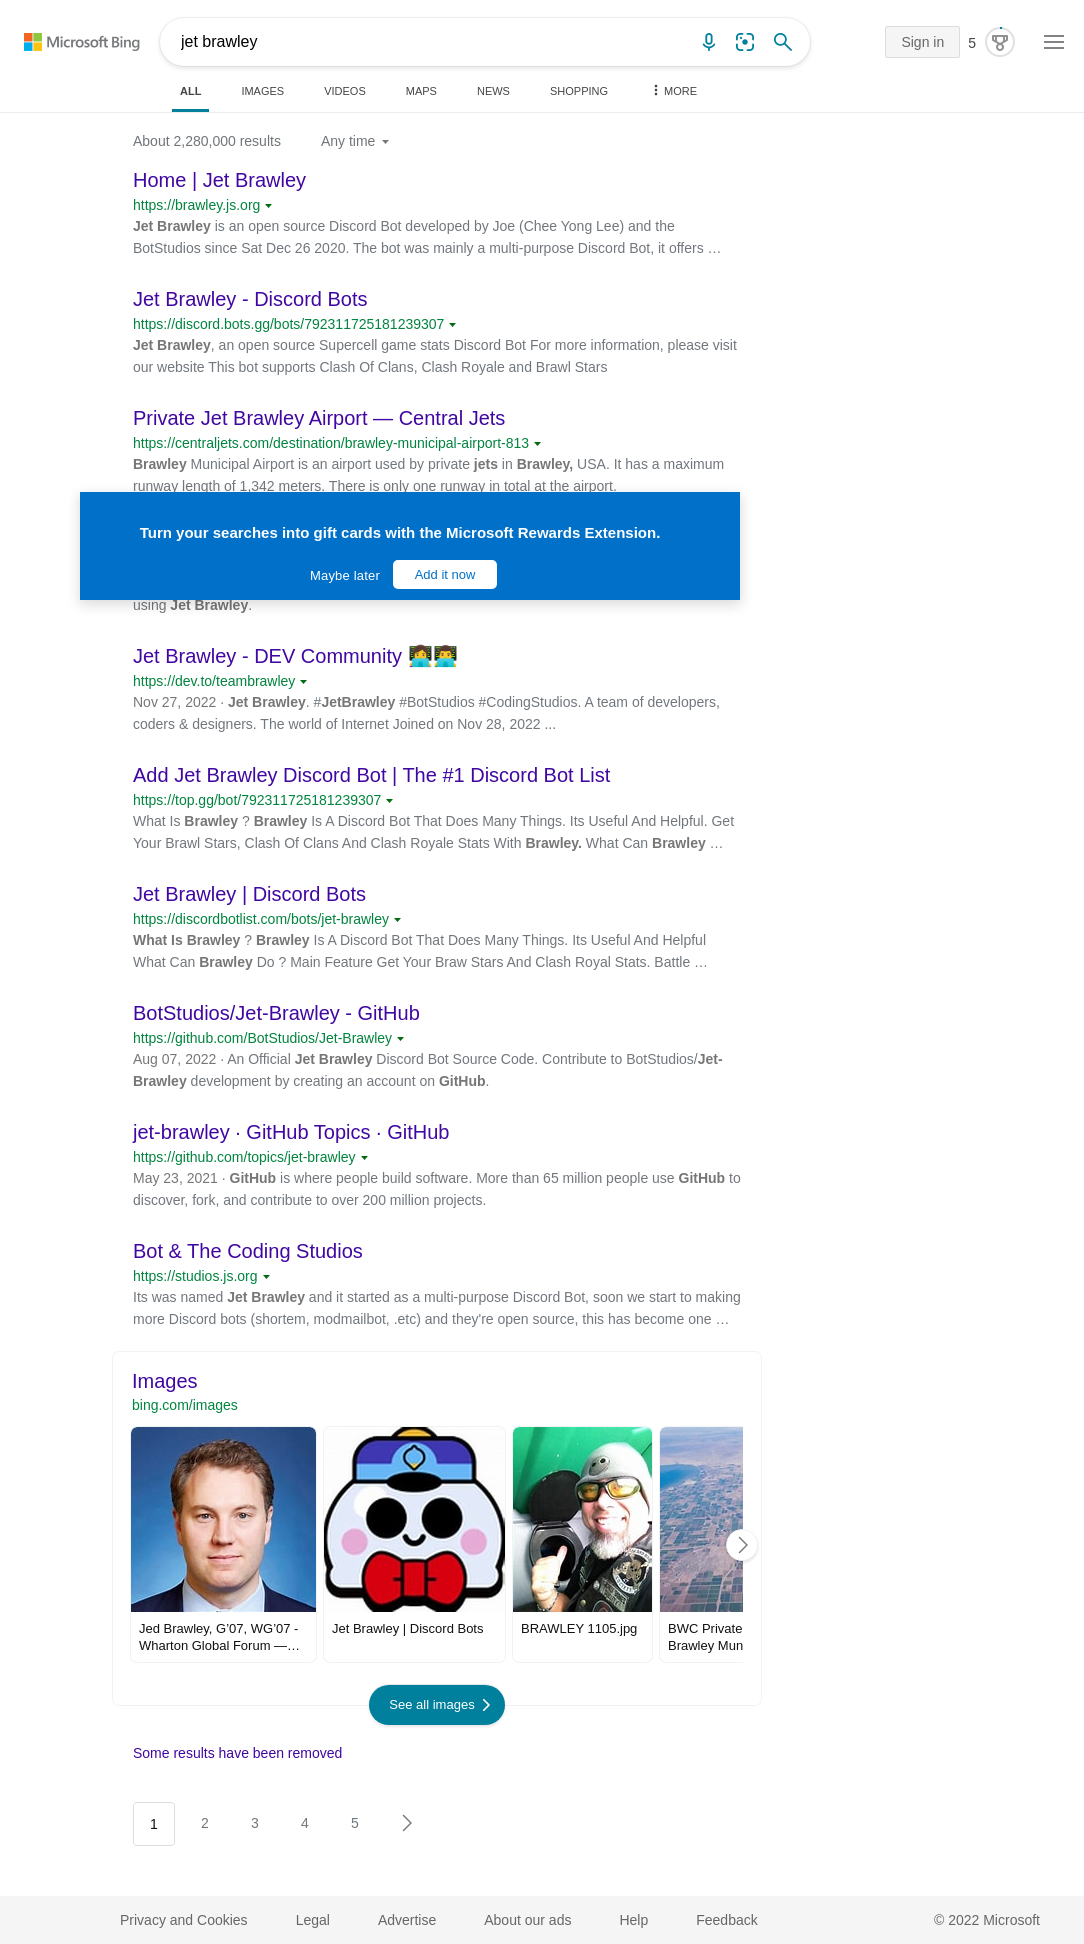 Microsoft Bing
jet brawley
Sign in
5
ALL
IMAGES
VIDEOS
MAPS
NEWS
SHOPPING
MORE
About 2,280,000 results
Any time
Home | Jet Brawley
https://brawley.js.org
Jet Brawley is an open source Discord Bot developed by Joe (Chee Yong Lee) and the
BotStudios since Sat Dec 26 2020. The bot was mainly a multi-purpose Discord Bot, it offers …
Jet Brawley - Discord Bots
https://discord.bots.gg/bots/792311725181239307
Jet Brawley, an open source Supercell game stats Discord Bot For more information, please visit
our website This bot supports Clash Of Clans, Clash Royale and Brawl Stars
Private Jet Brawley Airport — Central Jets
https://centraljets.com/destination/brawley-municipal-airport-813
Brawley Municipal Airport is an airport used by private jets in Brawley, USA. It has a maximum
runway length of 1,342 meters. There is only one runway in total at the airport.
Turn your searches into gift cards with the Microsoft Rewards Extension.
Maybe later
Add it now
using Jet Brawley.
Jet Brawley - DEV Community 👩‍💻👨‍💻
https://dev.to/teambrawley
Nov 27, 2022 · Jet Brawley. #JetBrawley #BotStudios #CodingStudios. A team of developers,
coders & designers. The world of Internet Joined on Nov 28, 2022 ...
Add Jet Brawley Discord Bot | The #1 Discord Bot List
https://top.gg/bot/792311725181239307
What Is Brawley ? Brawley Is A Discord Bot That Does Many Things. Its Useful And Helpful. Get
Your Brawl Stars, Clash Of Clans And Clash Royale Stats With Brawley. What Can Brawley …
Jet Brawley | Discord Bots
https://discordbotlist.com/bots/jet-brawley
What Is Brawley ? Brawley Is A Discord Bot That Does Many Things. Its Useful And Helpful
What Can Brawley Do ? Main Feature Get Your Braw Stars And Clash Royal Stats. Battle …
BotStudios/Jet-Brawley - GitHub
https://github.com/BotStudios/Jet-Brawley
Aug 07, 2022 · An Official Jet Brawley Discord Bot Source Code. Contribute to BotStudios/Jet-
Brawley development by creating an account on GitHub.
jet-brawley · GitHub Topics · GitHub
https://github.com/topics/jet-brawley
May 23, 2021 · GitHub is where people build software. More than 65 million people use GitHub to
discover, fork, and contribute to over 200 million projects.
Bot & The Coding Studios
https://studios.js.org
Its was named Jet Brawley and it started as a multi-purpose Discord Bot, soon we start to making
more Discord bots (shortem, modmailbot, .etc) and they're open source, this has become one …
Images
bing.com/images
Jed Brawley, G’07, WG’07 -
Wharton Global Forum —…
Jet Brawley | Discord Bots
BRAWLEY 1105.jpg
BWC Private
Brawley Mun
See all images
Some results have been removed
1
2
3
4
5
Privacy and Cookies
Legal
Advertise
About our ads
Help
Feedback
© 2022 Microsoft